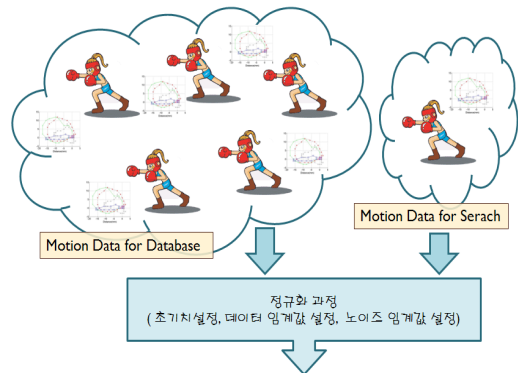 Motion Data for Database
Motion Data for Serach
정규화 과정
( 초기치설정, 데이터 임계값 설정, 노이즈 임계값 설정)